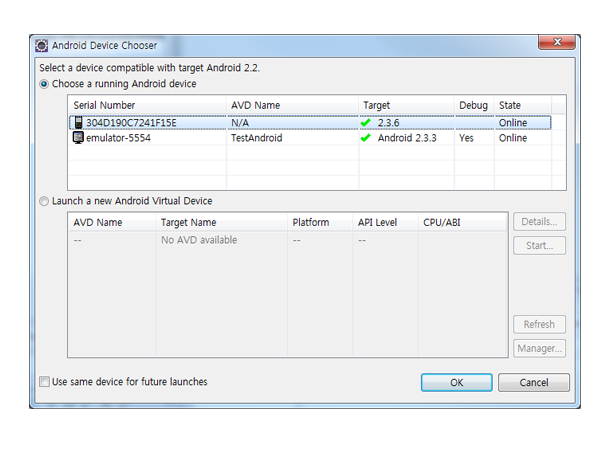 Android Device Chooser
Select a device compatible with target Android 2.2.
Choose a running Android device
Serial Number AVD Name Target Debug State
304D190C7241F15E N/A 2.3.6 Online
emulator-5554 TestAndroid Android 2.3.3 Yes Online
Launch a new Android Virtual Device
AVD Name Target Name Platform API Level CPU/ABI
-- No AVD available -- --
Details...
Start...
Refresh
Manager...
Use same device for future launches
OK Cancel